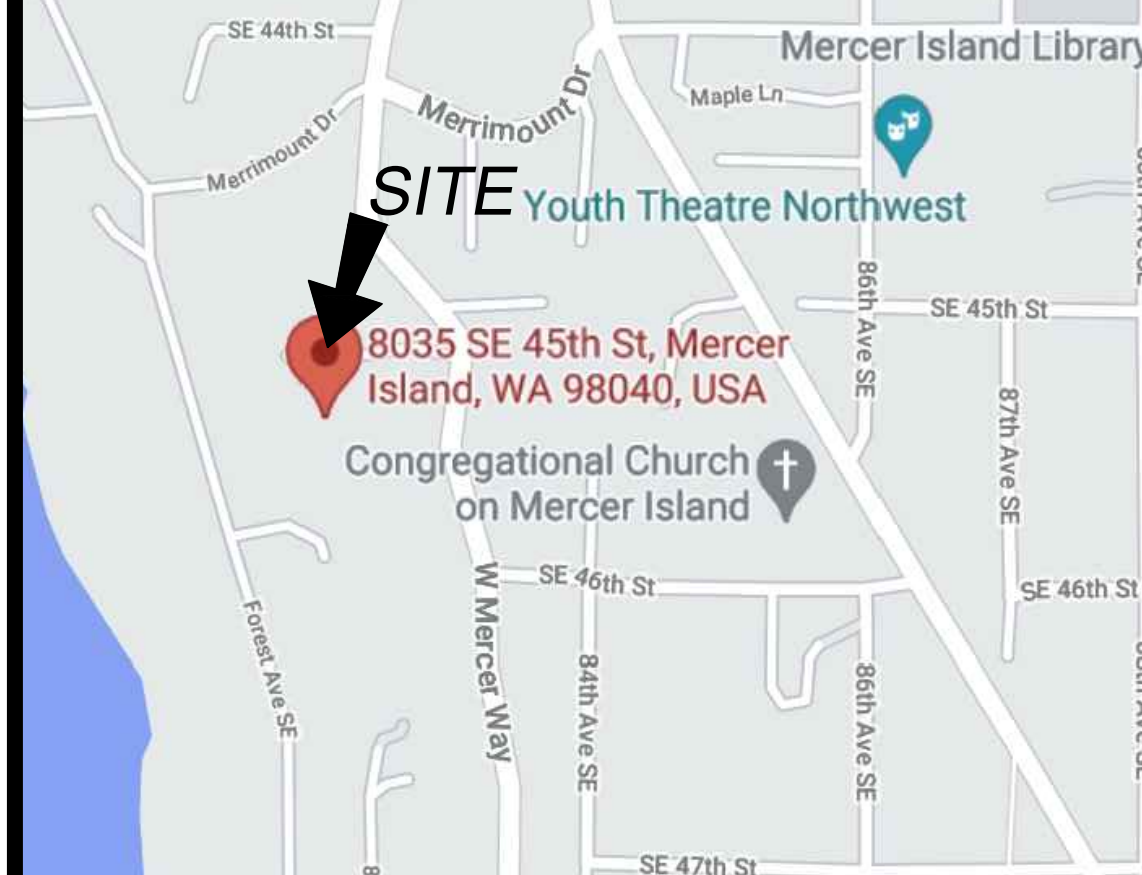 SE 44th St
Mercer Island Library
Merrimount Dr
Maple Ln
Merrimount Dr
SITE
Youth Theatre Northwest
86th Ave SE
SE 45th St
8035 SE 45th St, Mercer
Island, WA 98040, USA
87th Ave SE
Congregational Church
on Mercer Island
SE 46th St
SE 46th St
W Mercer Way
Forest Ave SE
84th Ave SE
86th Ave SE
SE 47th St
8